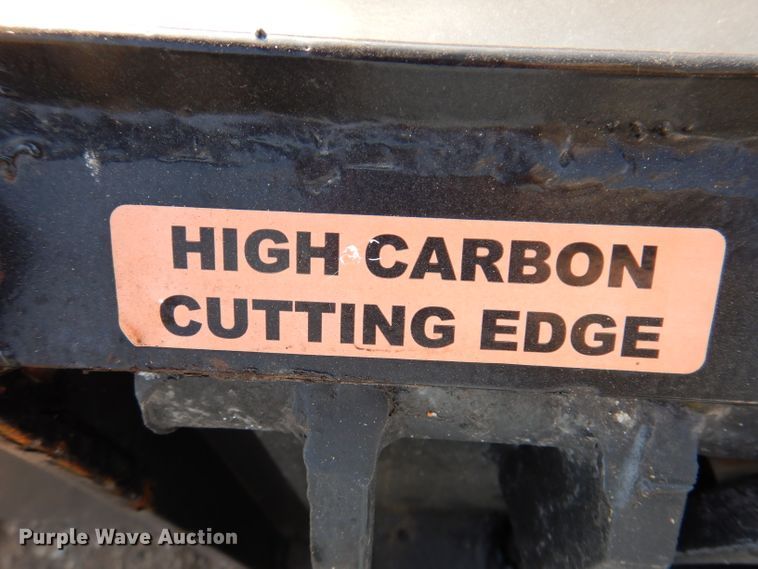 HIGH CARBON
CUTTING EDGE
Purple Wave Auction